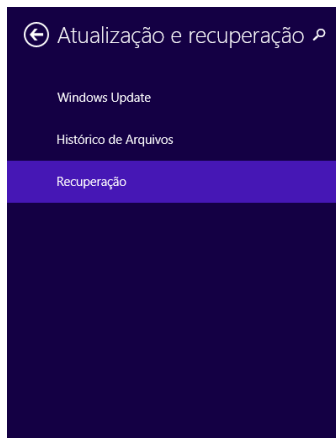 Atualização e recuperação
Windows Update
Histórico de Arquivos
Recuperação